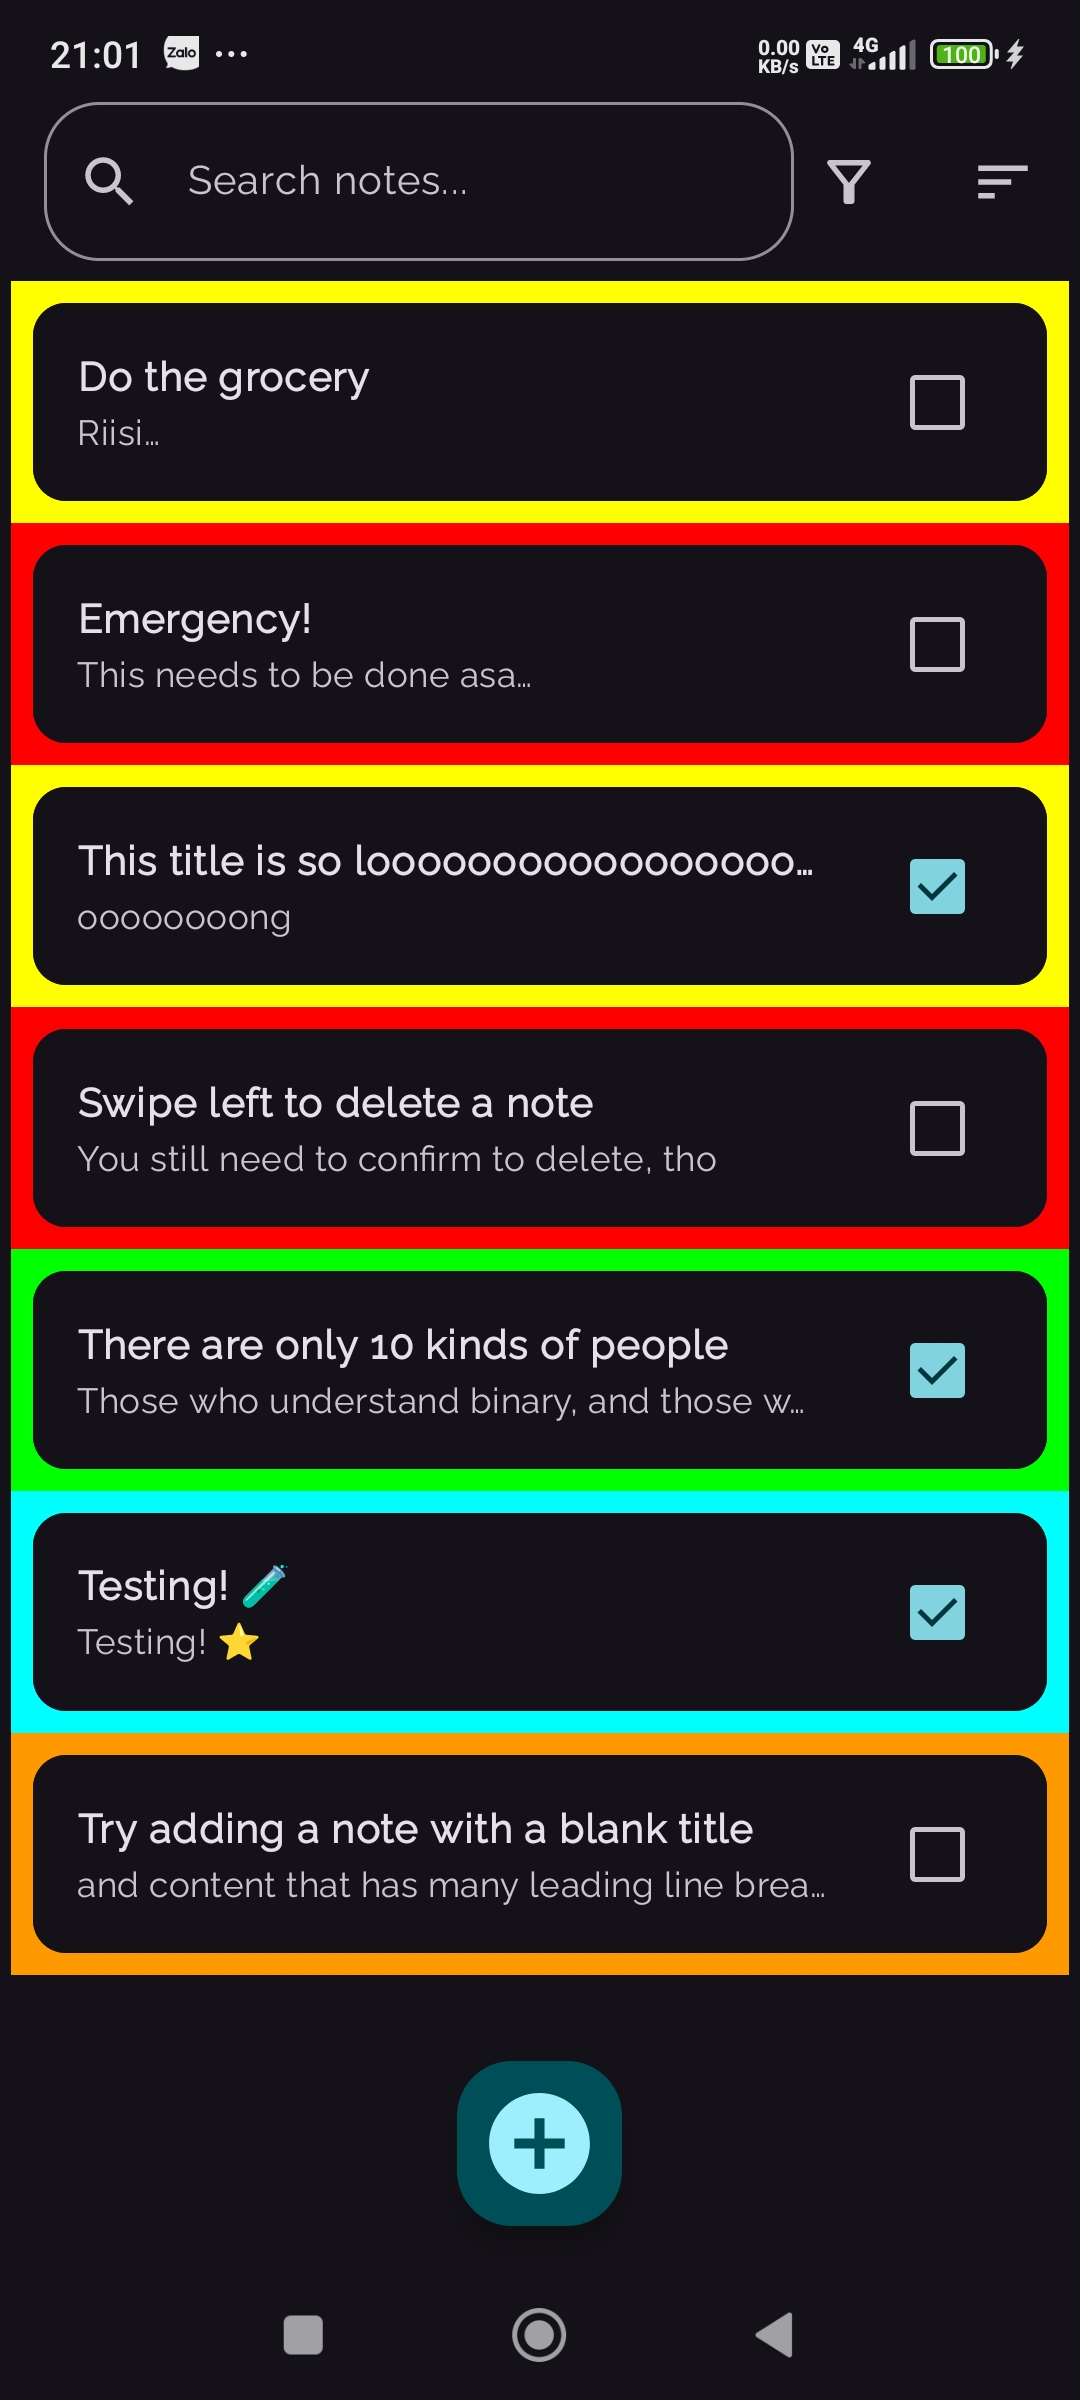 21:01 Zalo ... 0.00 KB/s Vo LTE 4G 100
Search notes...
Do the grocery
Riisi...
Emergency!
This needs to be done asa...
This title is so looooooooooooooooo...
ooooooooong
Swipe left to delete a note
You still need to confirm to delete, tho
There are only 10 kinds of people
Those who understand binary, and those w...
Testing! 🧪
Testing! ⭐
Try adding a note with a blank title
and content that has many leading line brea...